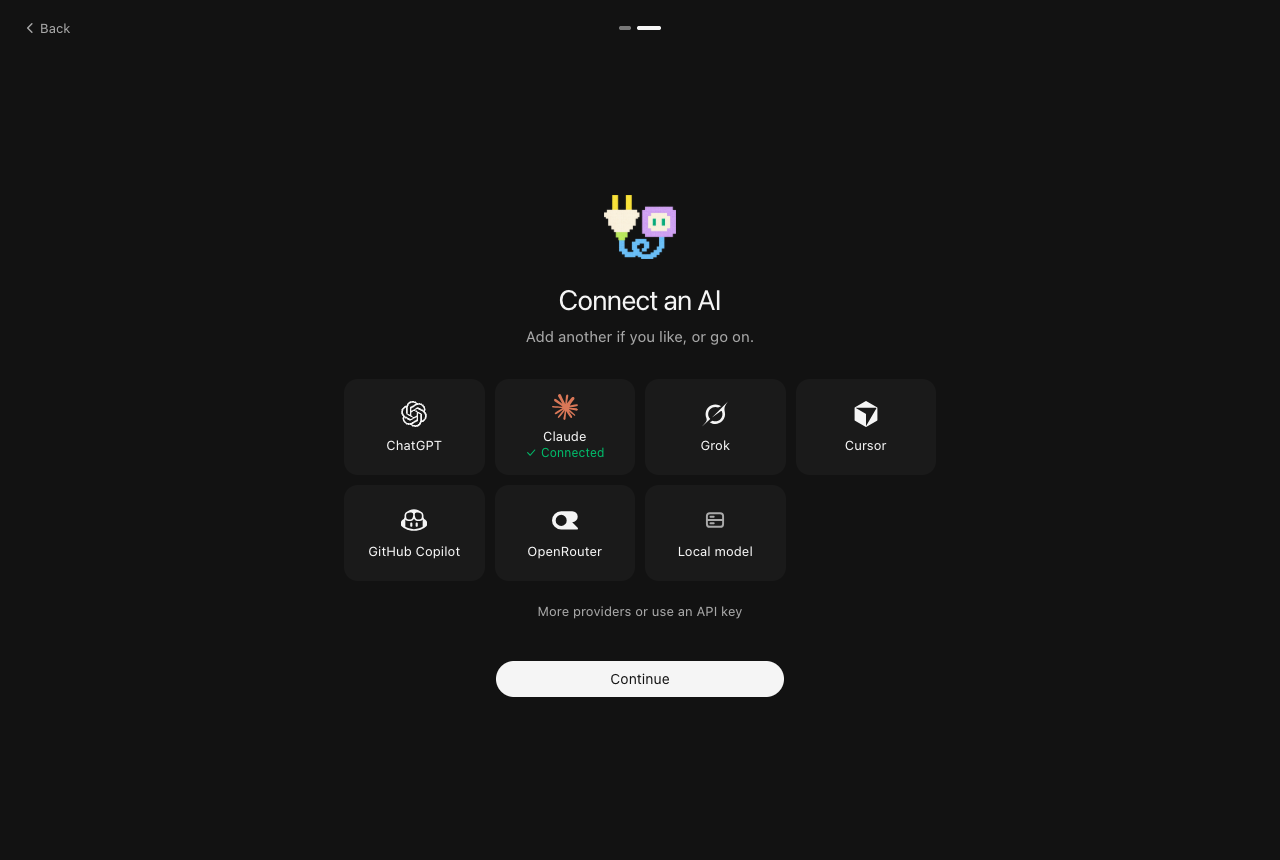 Back
Connect an AI
Add another if you like, or go on.
ChatGPT
Claude
✓ Connected
Grok
Cursor
GitHub Copilot
OpenRouter
Local model
More providers or use an API key
Continue